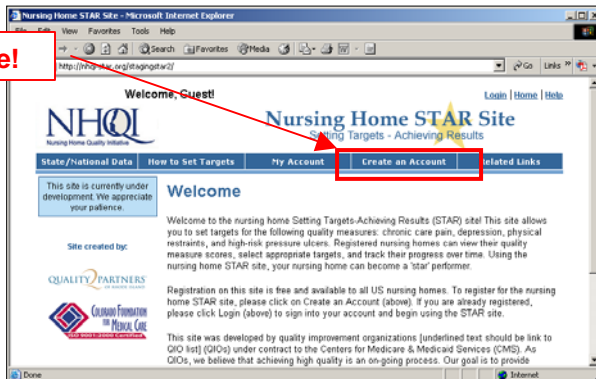 Nursing Home STAR Site - Microsoft Internet Explorer
File Edit View Favorites Tools Help
Search Favorites Media
e!
http://nhqi-star.org/stagingstar2/
Go Links »
Welcome, Guest!
Login | Home | Help
NHQI
Nursing Home Quality Initiative
Nursing Home STAR Site
Setting Targets - Achieving Results
State/National Data How to Set Targets My Account Create an Account Related Links
This site is currently under
development. We appreciate
your patience.
Site created by:
QUALITY PARTNERS
OF RHODE ISLAND
COLORADO FOUNDATION
FOR MEDICAL CARE
ISO 9001:2000 Certified
Welcome
Welcome to the nursing home Setting Targets-Achieving Results (STAR) site! This site allows
you to set targets for the following quality measures: chronic care pain, depression, physical
restraints, and high-risk pressure ulcers. Registered nursing homes can view their quality
measure scores, select appropriate targets, and track their progress over time. Using the
nursing home STAR site, your nursing home can become a 'star' performer.
Registration on this site is free and available to all US nursing homes. To register for the nursing
home STAR site, please click on Create an Account (above). If you are already registered,
please click Login (above) to sign into your account and begin using the STAR site.
This site was developed by quality improvement organizations [underlined text should be link to
QIO list] (QIOs) under contract to the Centers for Medicare & Medicaid Services (CMS). As
QIOs, we believe that achieving high quality is an on-going process. Our goal is to provide
Done
Internet